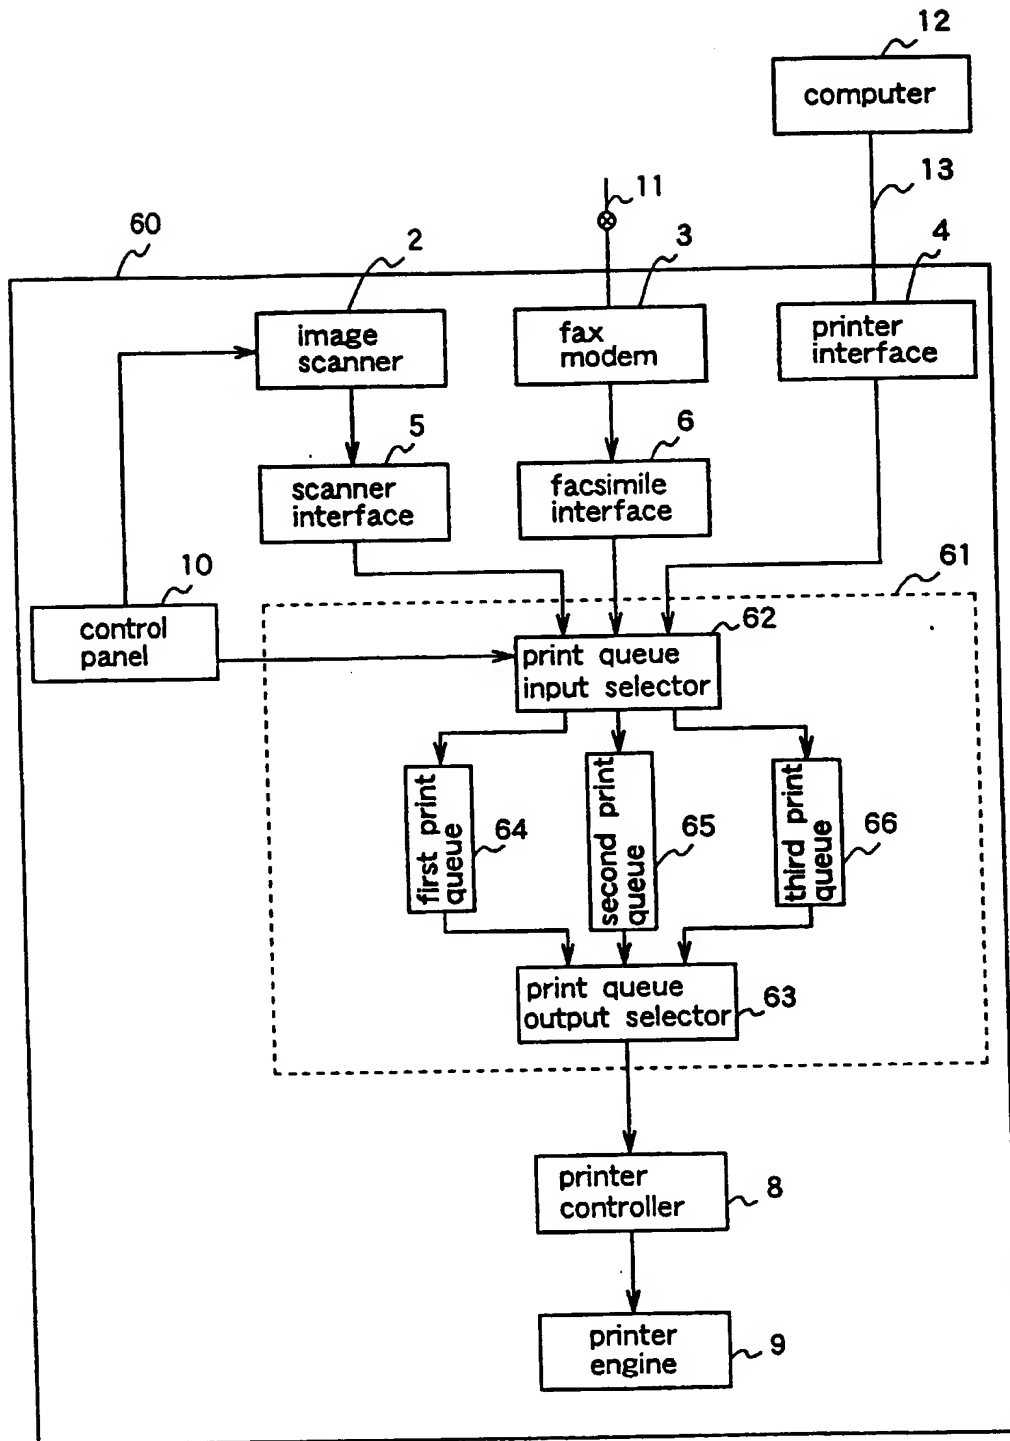 12
computer
13
11
60
2
3
4
image
scanner
fax
modem
printer
interface
5
6
scanner
interface
facsimile
interface
10
61
control
panel
62
print queue
input selector
first print
queue
64
second print
queue
65
third print
queue
66
print queue
output selector
63
printer
controller
8
printer
engine
9